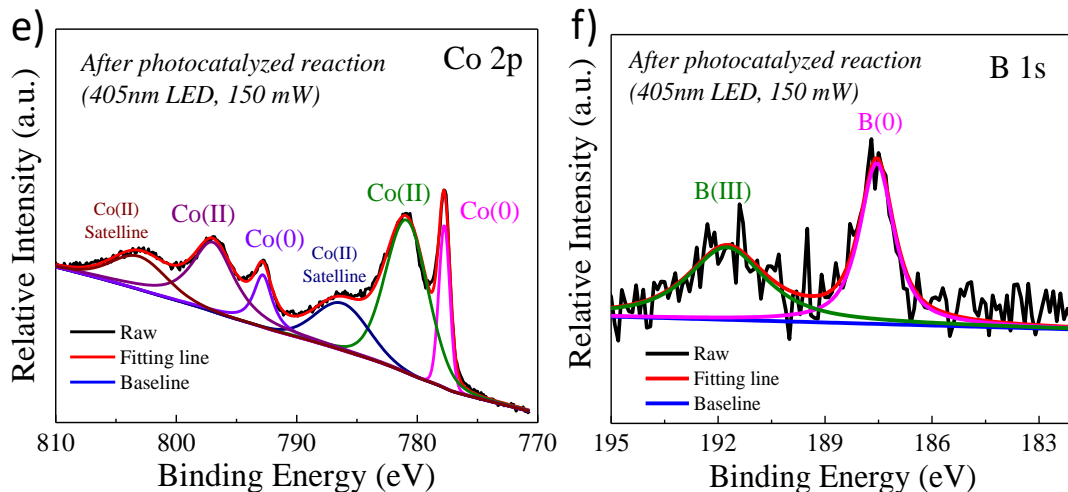 e)
After photocatalyzed reaction
(405nm LED, 150 mW)
Co 2p
Co(II)
Satelline
Co(II)
Co(0)
Co(II)
Satelline
Co(II)
Co(0)
Raw
Fitting line
Baseline
Relative Intensity (a.u.)
810 800 790 780 770
Binding Energy (eV)
f)
After photocatalyzed reaction
(405nm LED, 150 mW)
B 1s
B(III)
B(0)
Raw
Fitting line
Baseline
Relative Intensity (a.u.)
195 192 189 186 183
Binding Energy (eV)